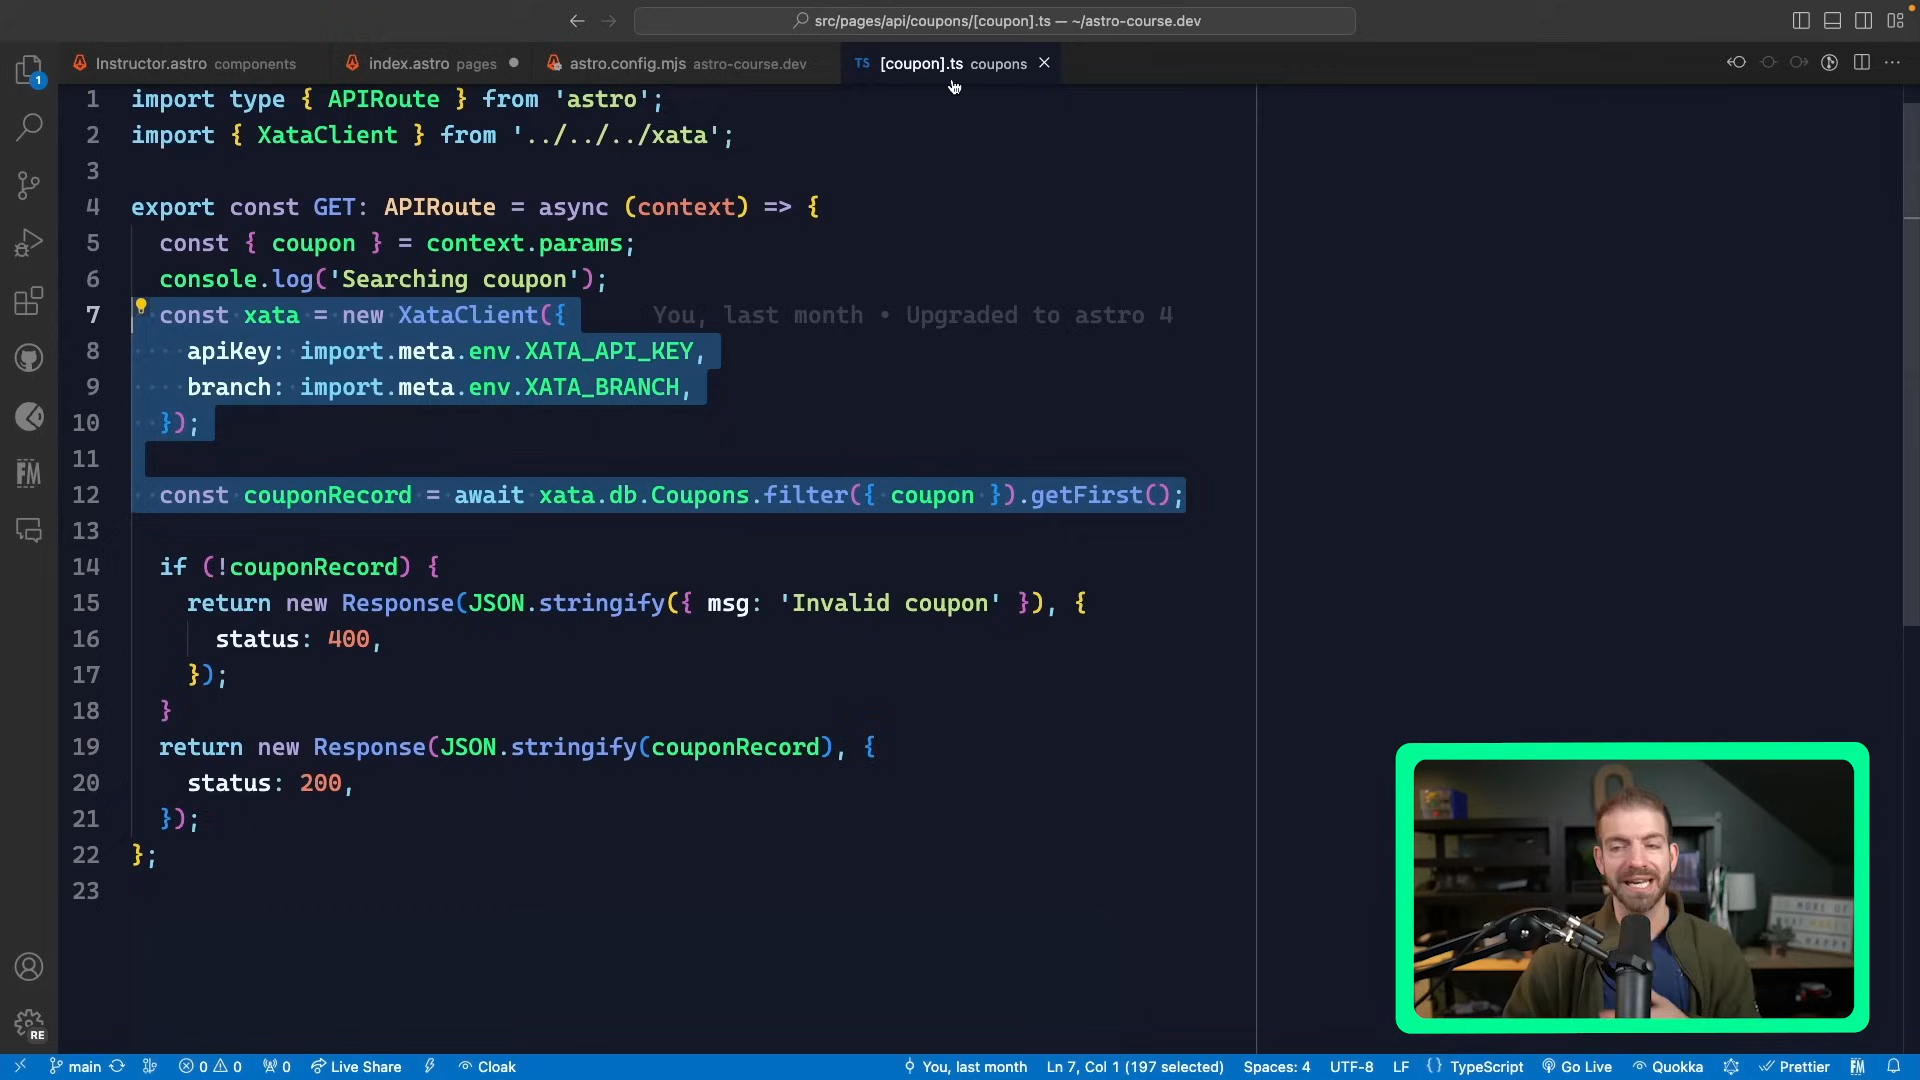 src/pages/api/coupons/[coupon].ts — ~/astro-course.dev
Instructor.astro components
index.astro pages
astro.config.mjs astro-course.dev
TS [coupon].ts coupons
1 import type { APIRoute } from 'astro';
2 import { XataClient } from '../../../xata';
3
4 export const GET: APIRoute = async (context) => {
5 const { coupon } = context.params;
6 console.log('Searching coupon');
7 const xata = new XataClient({ You, last month • Upgraded to astro 4
8 apiKey: import.meta.env.XATA_API_KEY,
9 branch: import.meta.env.XATA_BRANCH,
10 });
11
12 const couponRecord = await xata.db.Coupons.filter({ coupon }).getFirst();
13
14 if (!couponRecord) {
15 return new Response(JSON.stringify({ msg: 'Invalid coupon' }), {
16 status: 400,
17 });
18 }
19 return new Response(JSON.stringify(couponRecord), {
20 status: 200,
21 });
22 };
23
1
FM
RE
main 0 0 0 Live Share Cloak You, last month Ln 7, Col 1 (197 selected) Spaces: 4 UTF-8 LF {} TypeScript Go Live Quokka Prettier FM